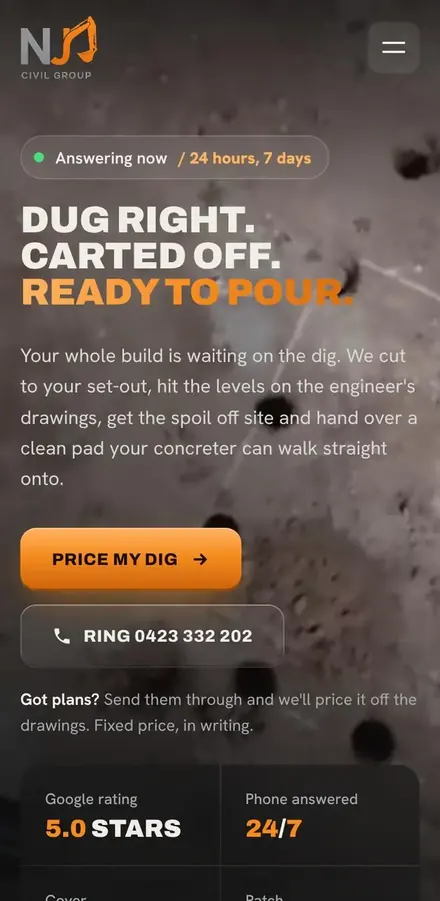 NJ
CIVIL GROUP
Answering now / 24 hours, 7 days
DUG RIGHT.
CARTED OFF.
READY TO POUR.
Your whole build is waiting on the dig. We cut
to your set-out, hit the levels on the engineer's
drawings, get the spoil off site and hand over a
clean pad your concreter can walk straight
onto.
PRICE MY DIG →
RING 0423 332 202
Got plans? Send them through and we'll price it off the
drawings. Fixed price, in writing.
Google rating
5.0 STARS
Phone answered
24/7
Cover
Patch